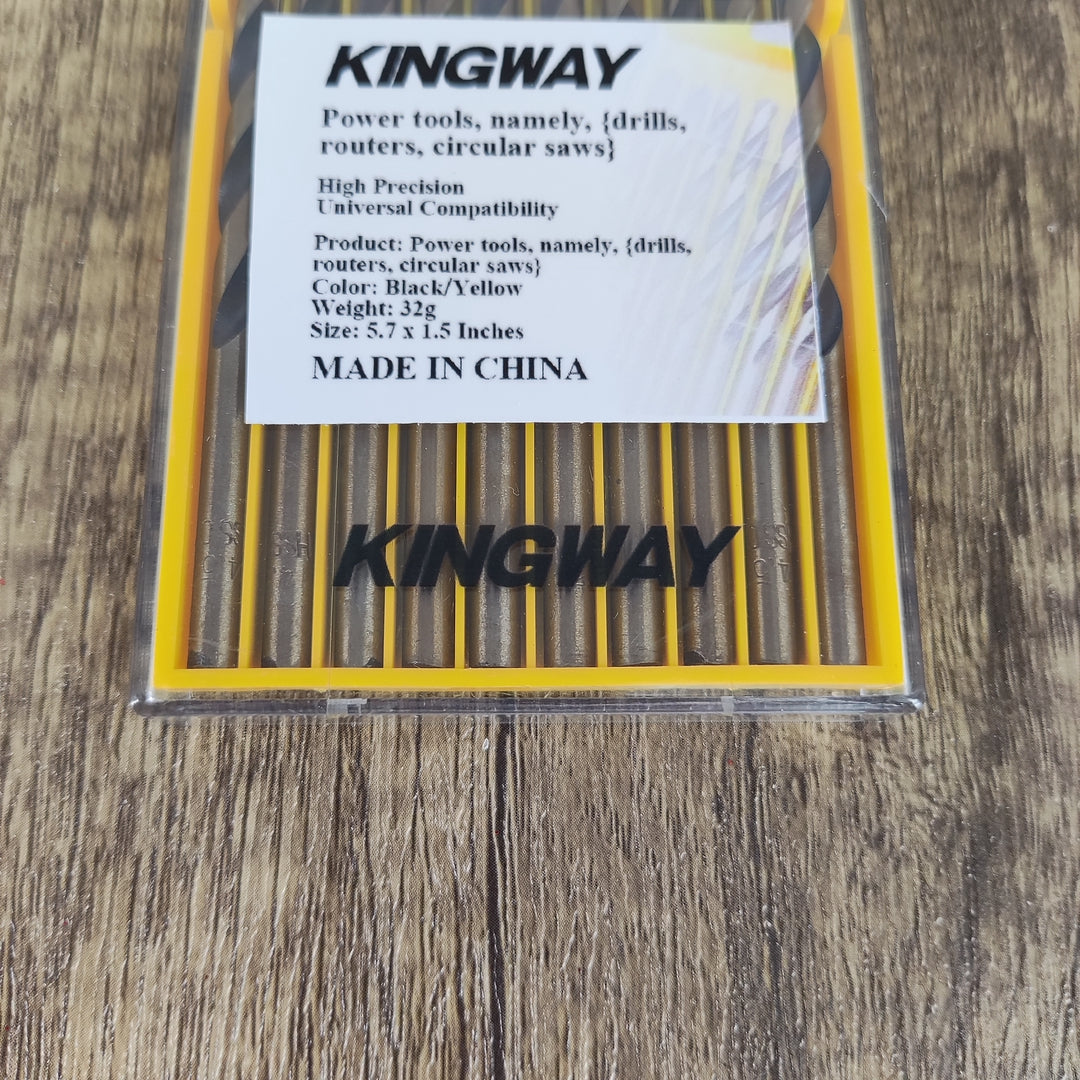 KINGWAY
Power tools, namely, {drills,
routers, circular saws}
High Precision
Universal Compatibility
Product: Power tools, namely, {drills,
routers, circular saws}
Color: Black/Yellow
Weight: 32g
Size: 5.7 x 1.5 Inches
MADE IN CHINA
KINGWAY